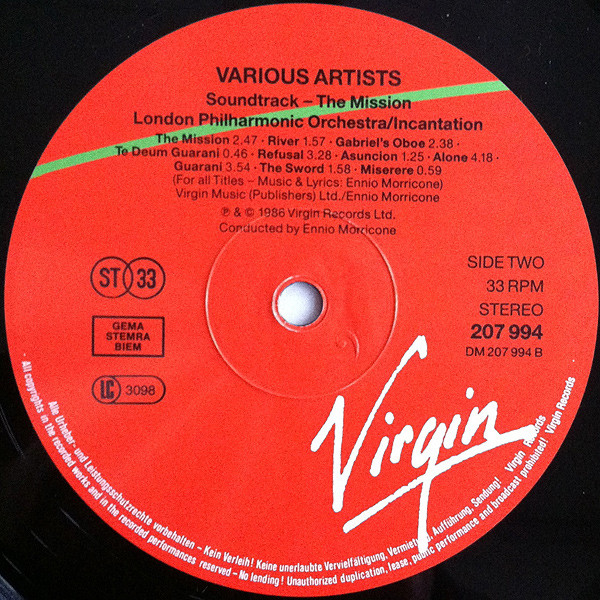 VARIOUS ARTISTS
Soundtrack – The Mission
London Philharmonic Orchestra/Incantation
The Mission 2.47 · River 1.57 · Gabriel's Oboe 2.38 ·
Te Deum Guarani 0.46 · Refusal 3.28 · Asuncion 1.25 · Alone 4.18 ·
Guarani 3.54 · The Sword 1.58 · Miserere 0.59
(For all Titles – Music & Lyrics: Ennio Morricone)
Virgin Music (Publishers) Ltd./Ennio Morricone
℗ & © 1986 Virgin Records Ltd.
Conducted by Ennio Morricone
ST 33
GEMA
STEMRA
BIEM
LC 3098
SIDE TWO
33 RPM
STEREO
207 994
DM 207 994 B
Virgin
Alle Urheber- und Leistungsschutzrechte vorbehalten – Kein Verleih! Keine unerlaubte Vervielfältigung, Vermietung, Aufführung, Sendung! Virgin Records
· All copyrights in the recorded works and in the recorded performances reserved – No lending! Unauthorized duplication, lease, public performance and broadcast prohibited! Virgin Records